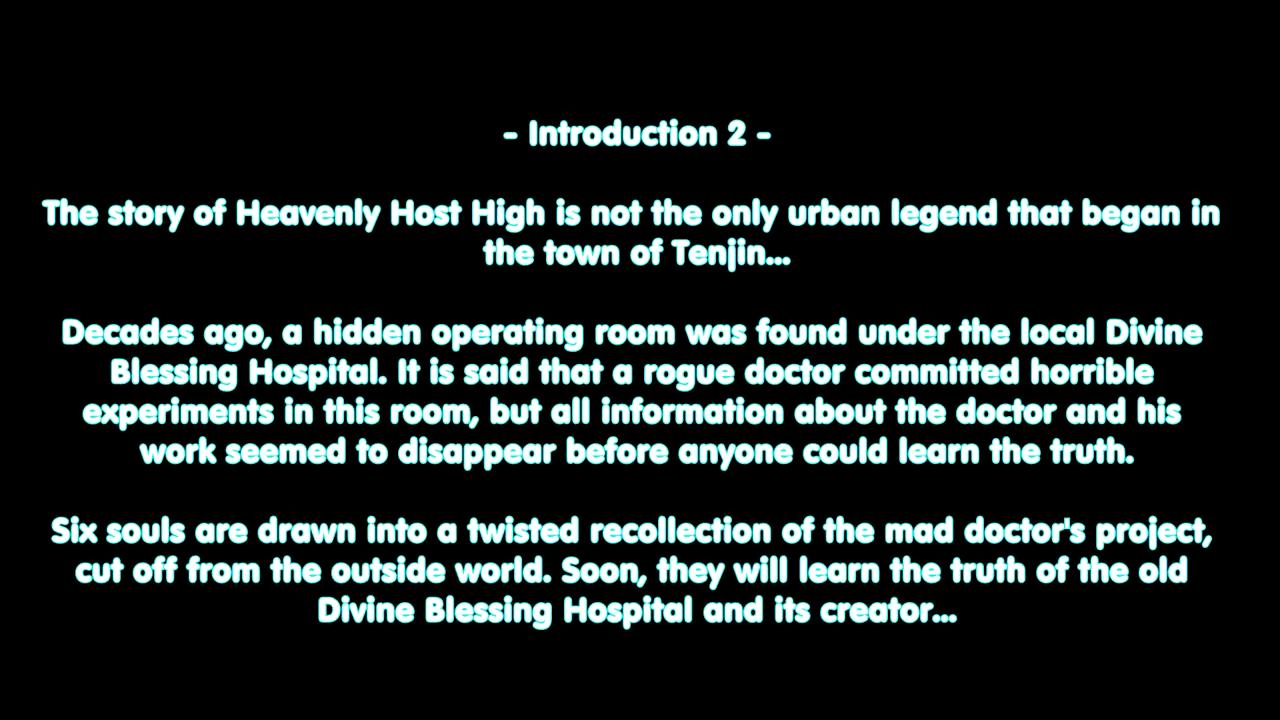 - Introduction 2 -
The story of Heavenly Host High is not the only urban legend that began in
the town of Tenjin...
Decades ago, a hidden operating room was found under the local Divine
Blessing Hospital. It is said that a rogue doctor committed horrible
experiments in this room, but all information about the doctor and his
work seemed to disappear before anyone could learn the truth.
Six souls are drawn into a twisted recollection of the mad doctor's project,
cut off from the outside world. Soon, they will learn the truth of the old
Divine Blessing Hospital and its creator...